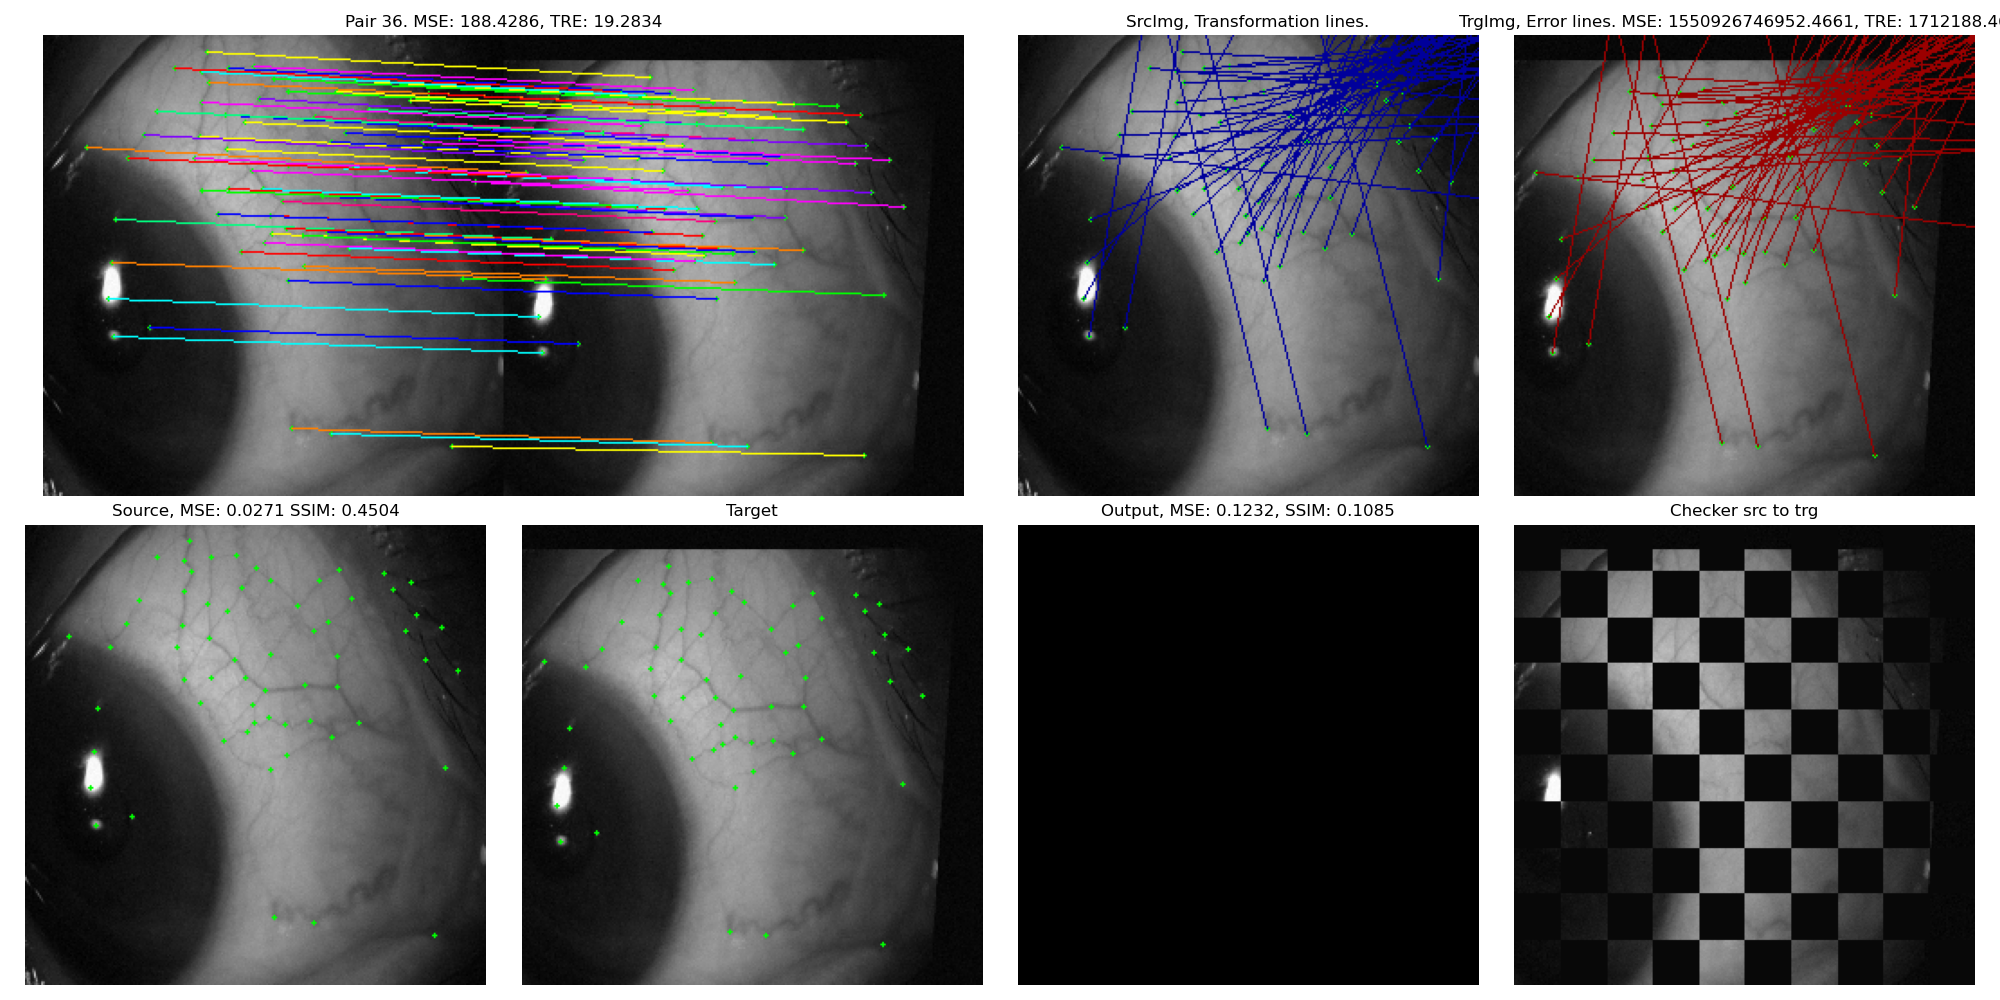 Pair 36. MSE: 188.4286, TRE: 19.2834
SrcImg, Transformation lines.
TrgImg, Error lines. MSE: 1550926746952.4661, TRE: 1712188.4
Source, MSE: 0.0271 SSIM: 0.4504
Target
Output, MSE: 0.1232, SSIM: 0.1085
Checker src to trg